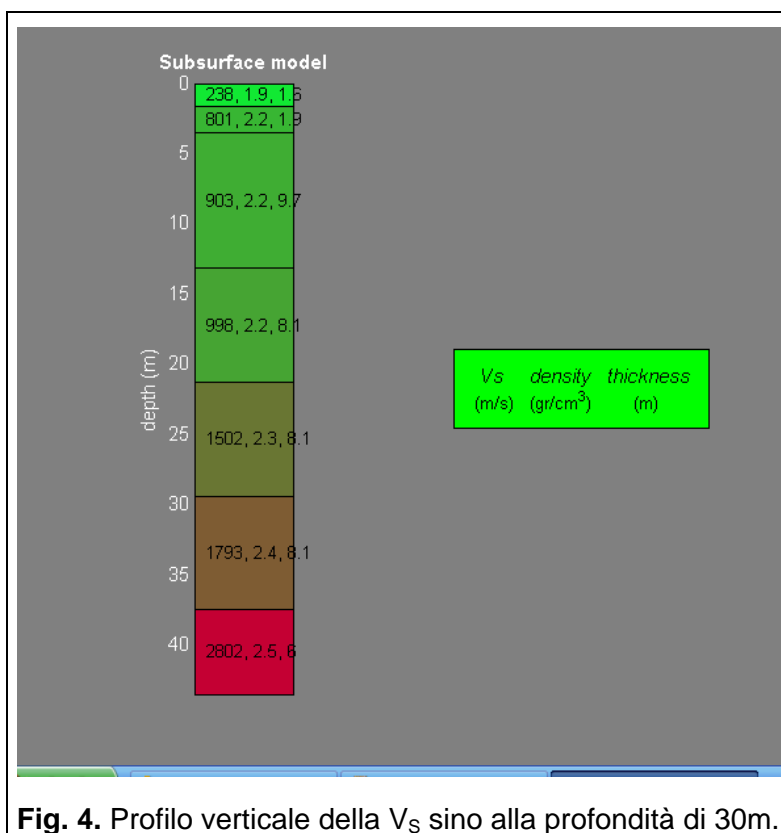 Subsurface model
0
238, 1.9, 1.6
801, 2.2, 1.9
5
903, 2.2, 9.7
10
15
998, 2.2, 8.1
20
depth (m)
25
1502, 2.3, 8.1
30
1793, 2.4, 8.1
35
40
2802, 2.5, 6
Vs density thickness
(m/s) (gr/cm³) (m)
Fig. 4. Profilo verticale della VS sino alla profondità di 30m.